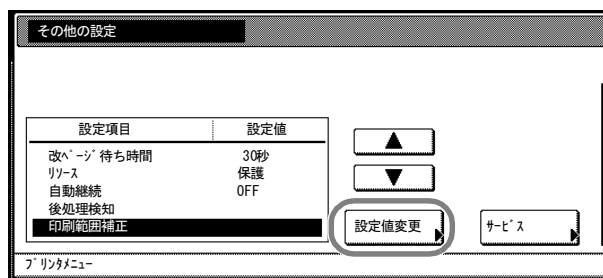 その他の設定
設定項目 設定値
改ページ待ち時間 30秒
リソース 保護
自動継続 OFF
後処理検知
印刷範囲補正
▲
▼
設定値変更
サービス
プリンタメニュー